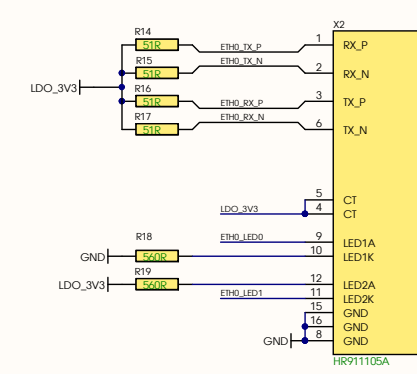 X2
R14
51R
ETH0_TX_P
1
RX_P
R15
51R
ETH0_TX_N
2
RX_N
LDO_3V3
R16
51R
ETH0_RX_P
3
TX_P
R17
51R
ETH0_RX_N
6
TX_N
5
CT
LDO_3V3
4
CT
R18
ETH0_LED0
9
LED1A
GND
560R
10
LED1K
R19
12
LED2A
LDO_3V3
560R
ETH0_LED1
11
LED2K
15
GND
16
GND
GND
8
GND
HR911105A